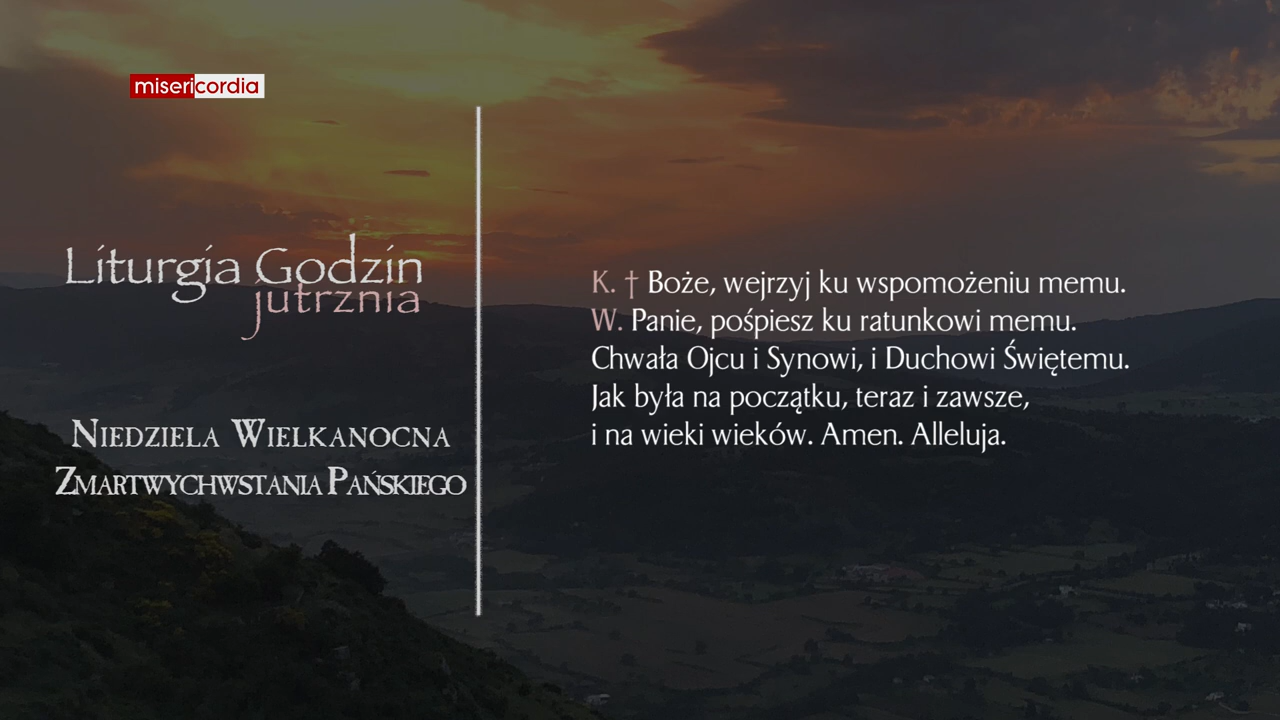 misericordia
Liturgia Godzin
jutrznia
Niedziela Wielkanocna
Zmartwychwstania Pańskiego
K. † Boże, wejrzyj ku wspomożeniu memu.
W. Panie, pośpiesz ku ratunkowi memu.
Chwała Ojcu i Synowi, i Duchowi Świętemu.
Jak była na początku, teraz i zawsze,
i na wieki wieków. Amen. Alleluja.